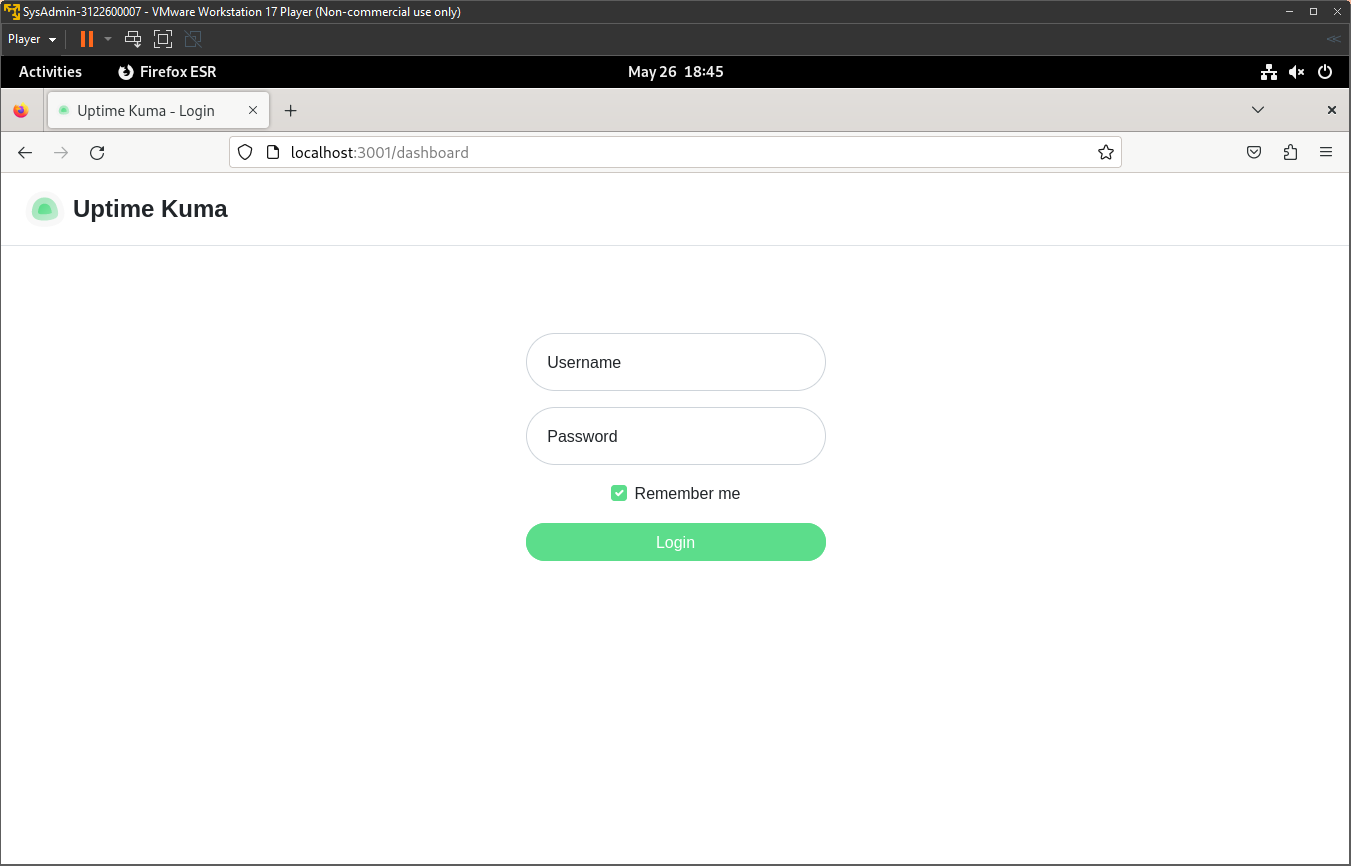 SysAdmin-3122600007 - VMware Workstation 17 Player (Non-commercial use only)
Player
Activities Firefox ESR May 26 18:45
Uptime Kuma - Login
localhost:3001/dashboard
Uptime Kuma
Username
Password
Remember me
Login